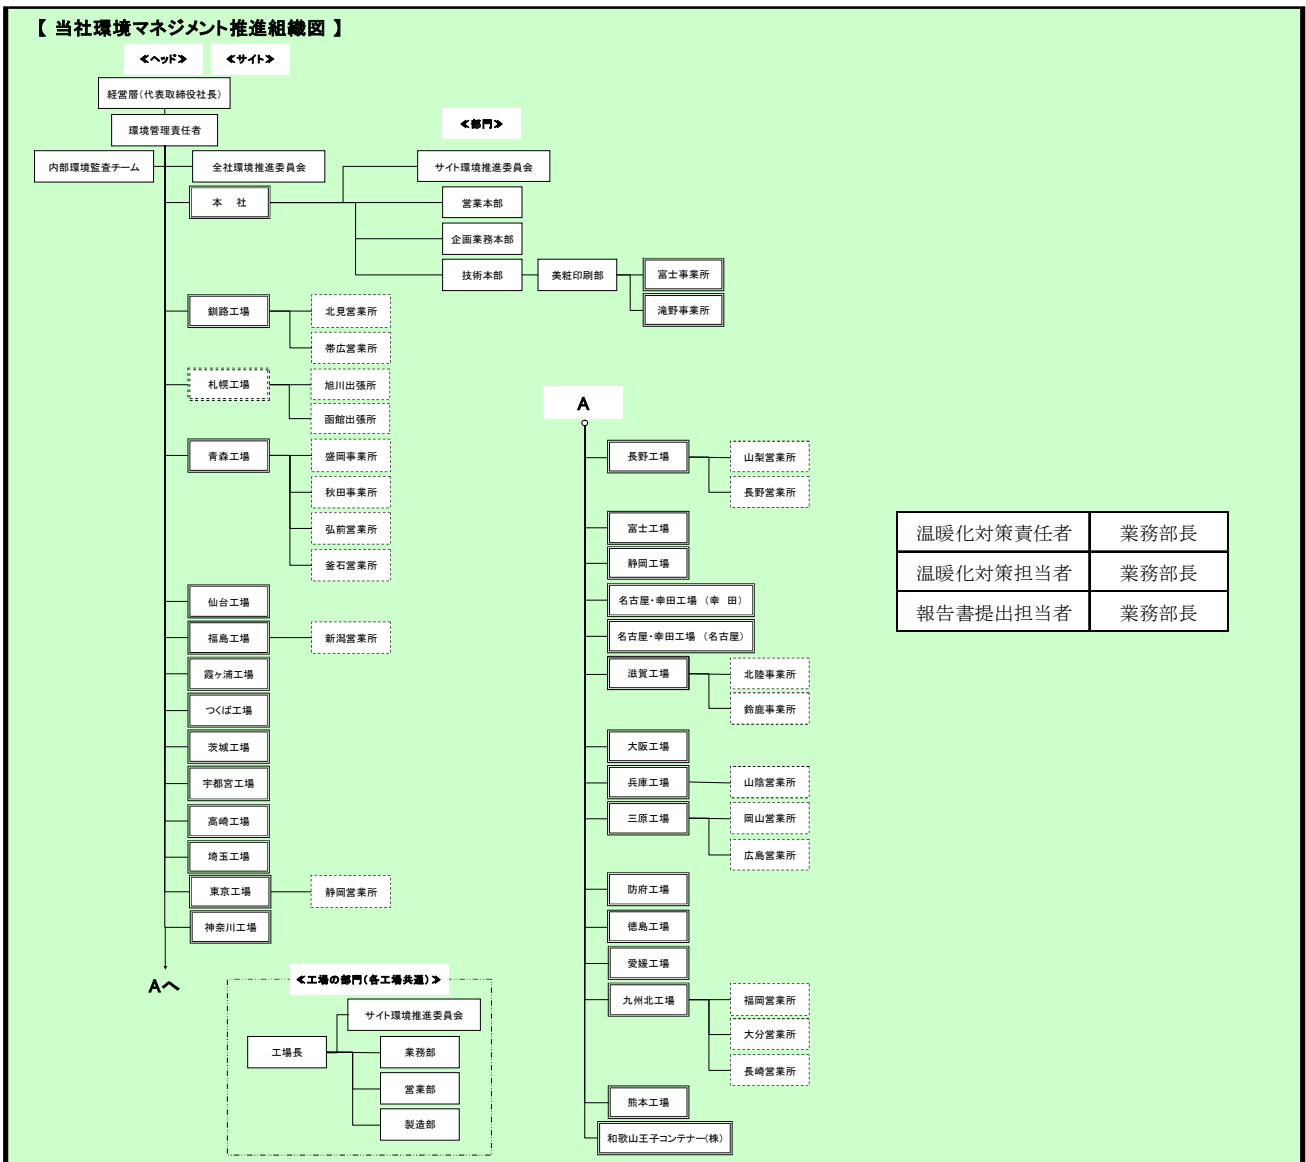 【 当社環境マネジメント推進組織図 】
≪ヘッド≫ ≪サイト≫
経営層(代表取締役社長)
環境管理責任者
≪部門≫
内部環境監査チーム 全社環境推進委員会 サイト環境推進委員会
本 社 営業本部
企画業務本部
技術本部 美粧印刷部 富士事業所
滝野事業所
釧路工場 北見営業所
帯広営業所
札幌工場 旭川出張所
函館出張所
青森工場 盛岡事業所
秋田事業所
弘前営業所
釜石営業所
仙台工場
福島工場 新潟営業所
霞ヶ浦工場
つくば工場
茨城工場
宇都宮工場
高崎工場
埼玉工場
東京工場 静岡営業所
神奈川工場
Aへ
≪工場の部門(各工場共通)≫
サイト環境推進委員会
工場長 業務部
営業部
製造部
A
長野工場 山梨営業所
長野営業所
富士工場
静岡工場
名古屋・幸田工場 (幸 田)
名古屋・幸田工場 (名古屋)
滋賀工場 北陸事業所
鈴鹿事業所
大阪工場
兵庫工場 山陰営業所
三原工場 岡山営業所
広島営業所
防府工場
徳島工場
愛媛工場
九州北工場 福岡営業所
大分営業所
長崎営業所
熊本工場
和歌山王子コンテナー(株)
温暖化対策責任者 業務部長
温暖化対策担当者 業務部長
報告書提出担当者 業務部長